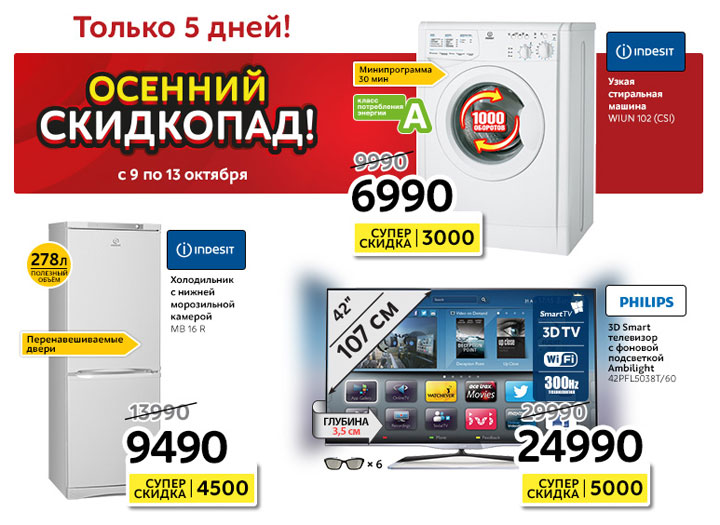 Только 5 дней!
ОСЕННИЙ
СКИДКОПАД!
с 9 по 13 октября
Минипрограмма
30 мин
класс
потребления
энергии
A
1000
ОБОРОТОВ
INDESIT
Узкая
стиральная
машина
WIUN 102 (CSI)
9990
6990
СУПЕР
СКИДКА
3000
278л
ПОЛЕЗНЫЙ
ОБЪЁМ
INDESIT
Холодильник
с нижней
морозильной
камерой
MB 16 R
Перенавешиваемые
двери
13990
9490
СУПЕР
СКИДКА
4500
42"
107 СМ
SmartTV
3D TV
WiFi
300Hz
ТЕХНОЛОГИЯ
PHILIPS
3D Smart
телевизор
с фоновой
подсветкой
Ambilight
42PFL5038T/60
ГЛУБИНА
3,5 см
× 6
29990
24990
СУПЕР
СКИДКА
5000